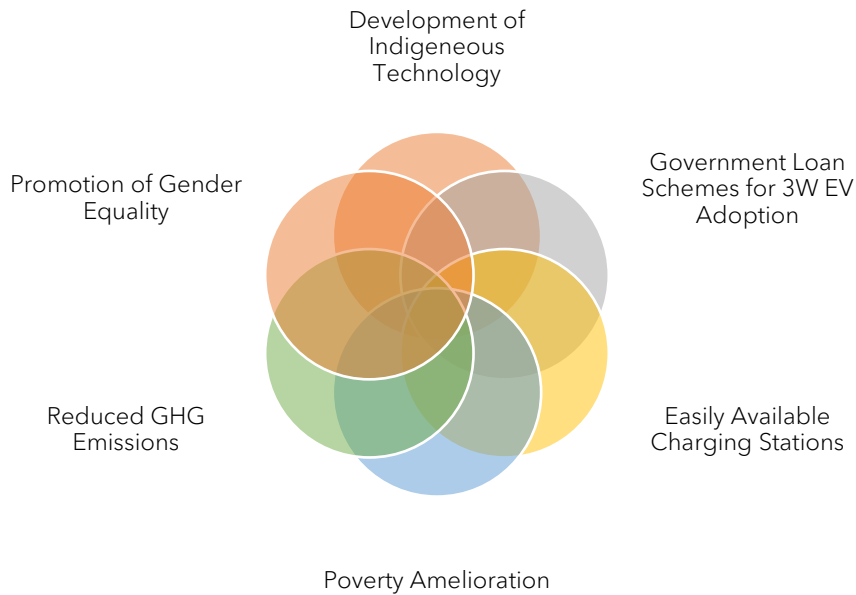 Development of
Indigeneous
Technology
Promotion of Gender
Equality
Government Loan
Schemes for 3W EV
Adoption
Reduced GHG
Emissions
Easily Available
Charging Stations
Poverty Amelioration